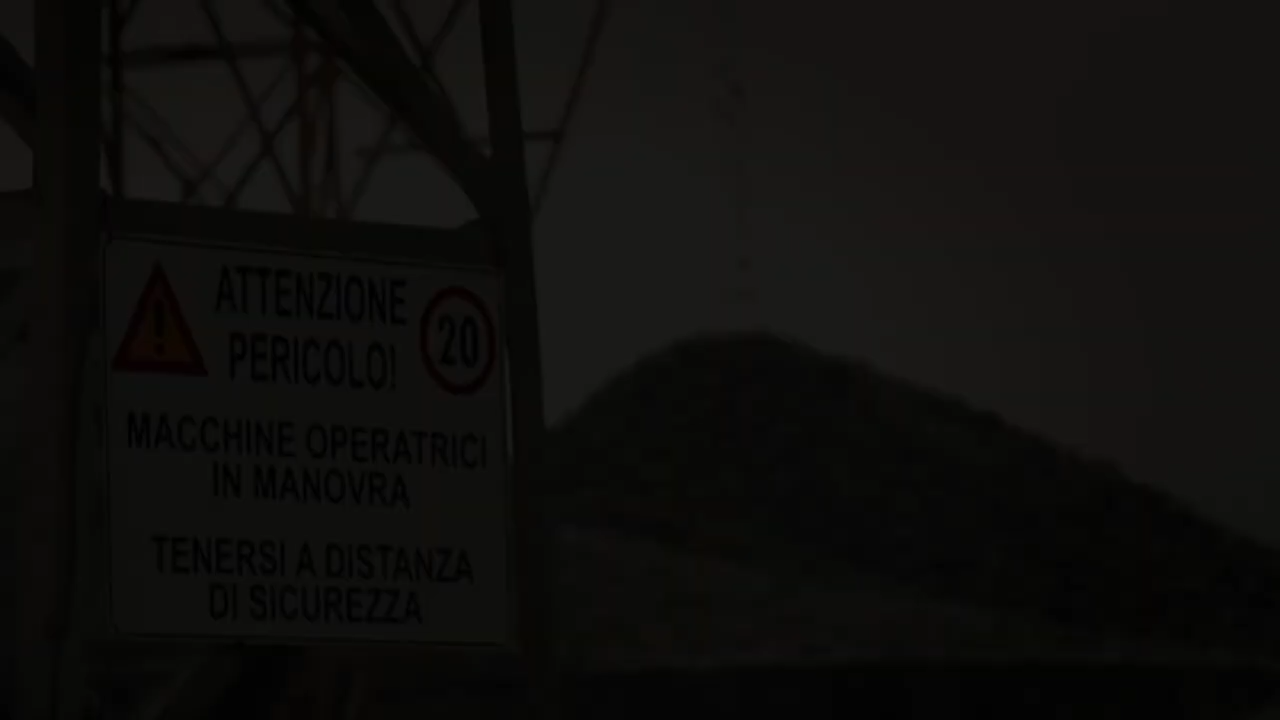 ATTENZIONE
PERICOLO!
20
MACCHINE OPERATRICI
IN MANOVRA
TENERSI A DISTANZA
DI SICUREZZA